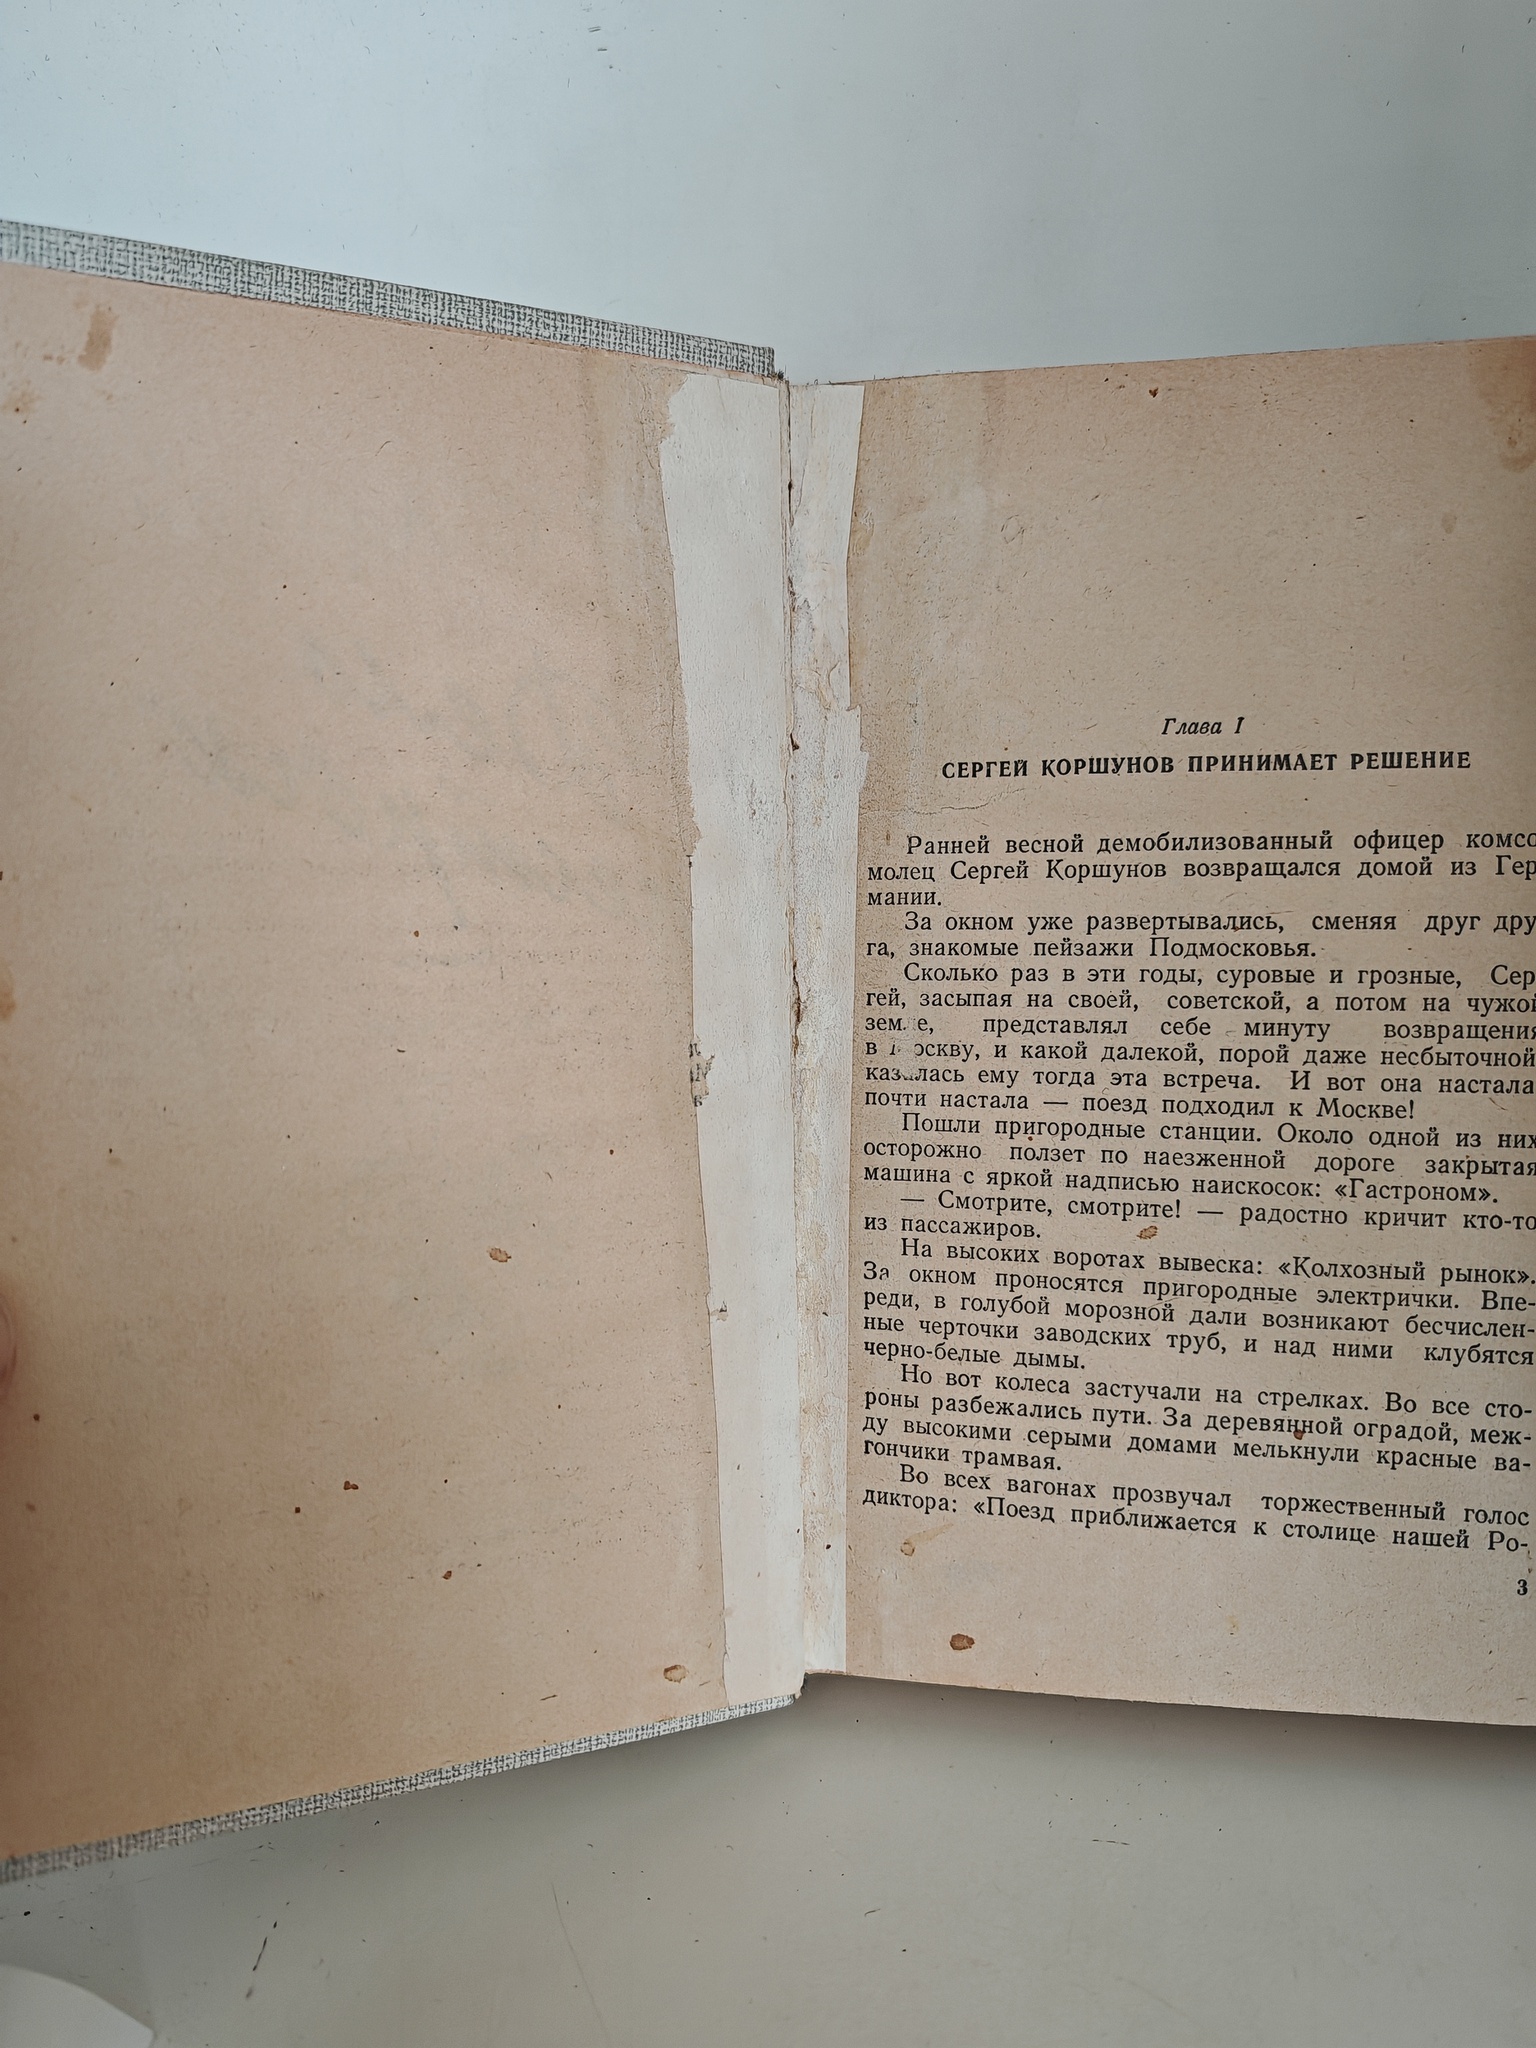 Глава I
СЕРГЕЙ КОРШУНОВ ПРИНИМАЕТ РЕШЕНИЕ
Ранней весной демобилизованный офицер комсо
молец Сергей Коршунов возвращался домой из Гер
мании.
За окном уже развертывались, сменяя друг дру
га, знакомые пейзажи Подмосковья.
Сколько раз в эти годы, суровые и грозные, Сер
гей, засыпая на своей, советской, а потом на чужой
представлял себе минуту возвращения
в и какой далекой, порой даже несбыточной
ему тогда эта встреча. И вот она настала
почти настала — поезд подходил к Москве!
Пошли пригородные станции. Около одной из них
осторожно ползет по наезженной дороге закрытая
машина с яркой надписью наискосок: «Гастроном».
— Смотрите, смотрите! — радостно кричит кто-то
из пассажиров.
На высоких воротах вывеска: «Колхозный рынок».
За окном проносятся пригородные электрички. Впе-
реди, в голубой морозной дали возникают бесчислен-
ные черточки заводских труб, и над ними клубятся
черно-белые дымы.
Но вот колеса застучали на стрелках. Во все сто-
роны разбежались пути. За деревянной оградой, меж-
ду высокими серыми домами мелькнули красные ва-
гончики трамвая.
Во всех вагонах прозвучал торжественный голос
диктора: «Поезд приближается к столице нашей Ро-
3